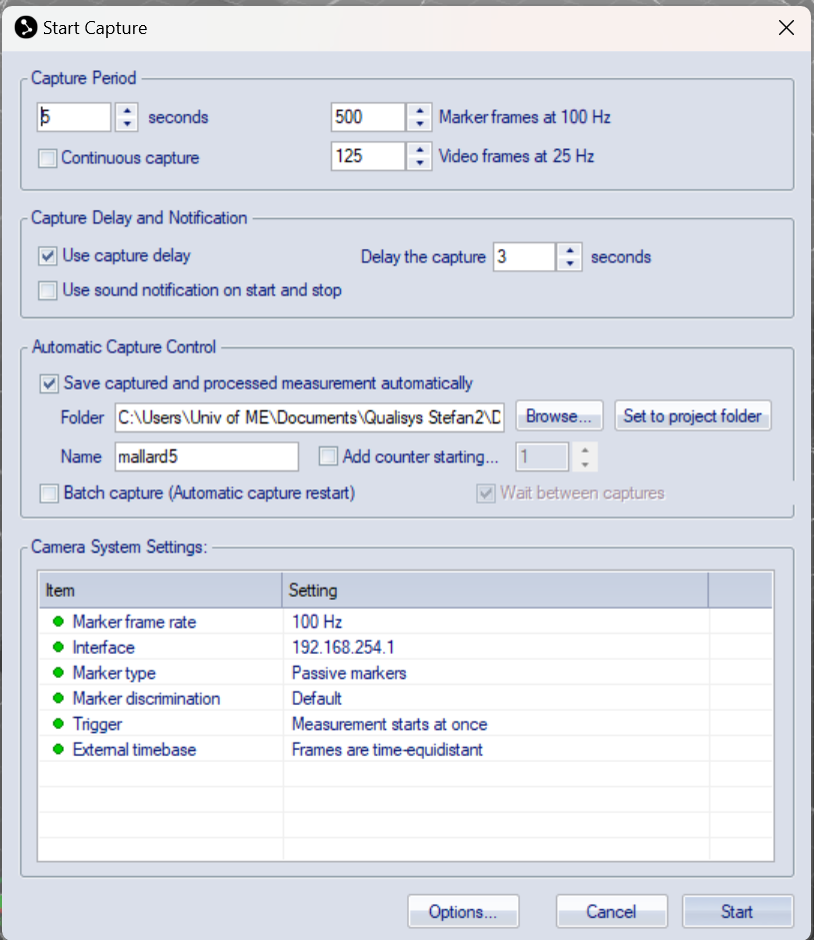 Start Capture
Capture Period
5 seconds 500 Marker frames at 100 Hz
Continuous capture 125 Video frames at 25 Hz
Capture Delay and Notification
Use capture delay Delay the capture 3 seconds
Use sound notification on start and stop
Automatic Capture Control
Save captured and processed measurement automatically
Folder C:\Users\Univ of ME\Documents\Qualisys Stefan2\D Browse... Set to project folder
Name mallard5 Add counter starting... 1
Batch capture (Automatic capture restart) Wait between captures
Camera System Settings:
Item Setting
Marker frame rate 100 Hz
Interface 192.168.254.1
Marker type Passive markers
Marker discrimination Default
Trigger Measurement starts at once
External timebase Frames are time-equidistant
Options... Cancel Start